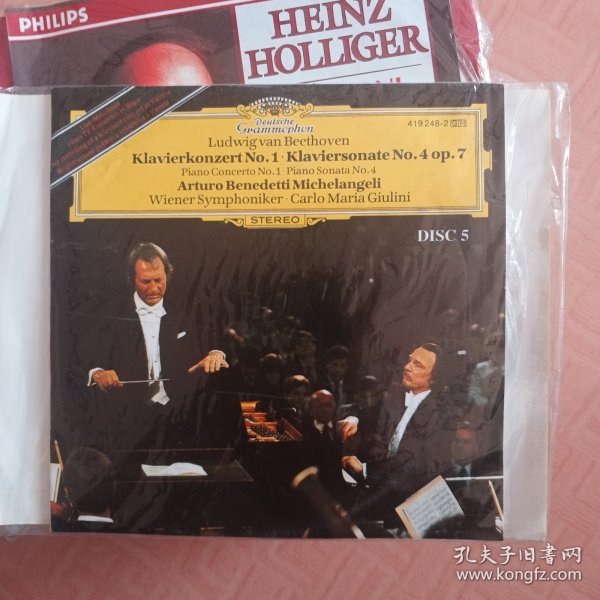 PHILIPS
HEINZ
HOLLIGER
Deutsche
Grammophon
419 248-2 GH
Ludwig van Beethoven
Klavierkonzert No. 1 · Klaviersonate No. 4 op. 7
Piano Concerto No. 1 · Piano Sonata No. 4
Arturo Benedetti Michelangeli
Wiener Symphoniker · Carlo Maria Giulini
STEREO
DISC 5
孔夫子旧书网
www.kongfz.com